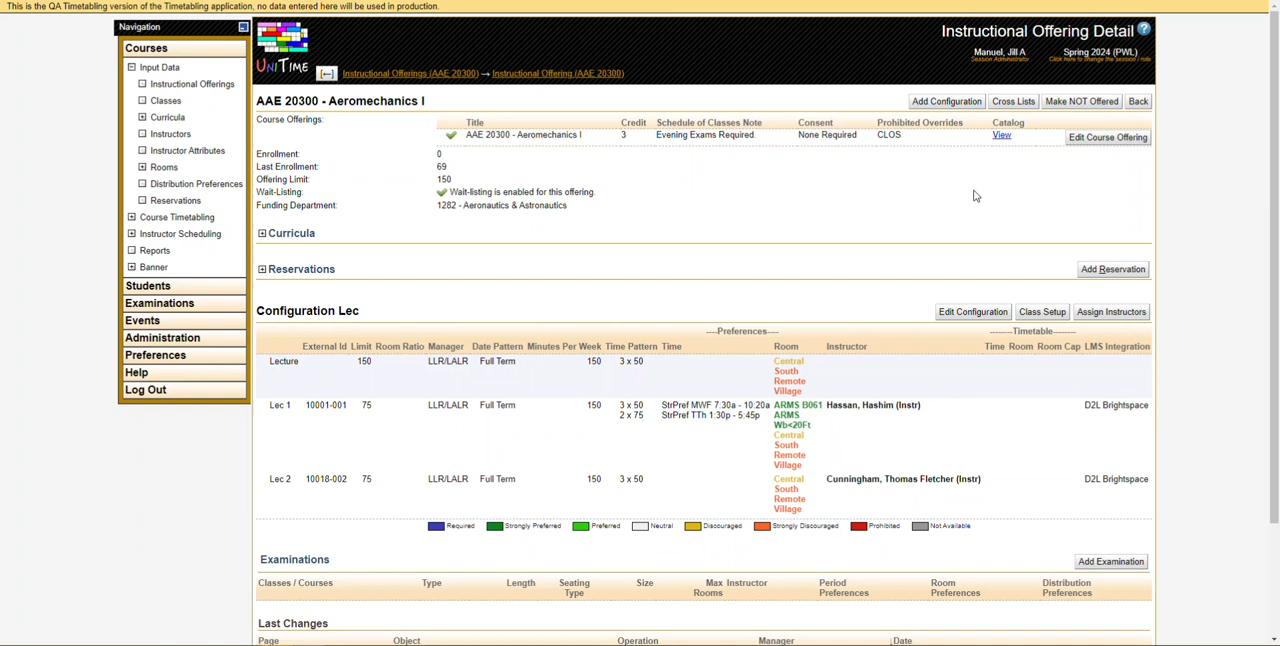 This is the QA Timetabling version of the Timetabling application, no data entered here will be used in production.
Navigation
Courses
Input Data
Instructional Offerings
Classes
Curricula
Instructors
Instructor Attributes
Rooms
Distribution Preferences
Reservations
Course Timetabling
Instructor Scheduling
Reports
Banner
Students
Examinations
Events
Administration
Preferences
Help
Log Out
UNITIME
Instructional Offering Detail ?
Manuel, Jill A Spring 2024 (PWL)
Session Administrator Click here to change the session / role
[←] Instructional Offerings (AAE 20300) → Instructional Offering (AAE 20300)
AAE 20300 - Aeromechanics I Add Configuration Cross Lists Make NOT Offered Back
Course Offerings: Title Credit Schedule of Classes Note Consent Prohibited Overrides Catalog
AAE 20300 - Aeromechanics I 3 Evening Exams Required. None Required CLOS View Edit Course Offering
Enrollment: 0
Last Enrollment: 69
Offering Limit: 150
Wait-Listing: Wait-listing is enabled for this offering.
Funding Department: 1282 - Aeronautics & Astronautics
Curricula
Reservations Add Reservation
Configuration Lec Edit Configuration Class Setup Assign Instructors
----Preferences---- --------Timetable--------
External Id Limit Room Ratio Manager Date Pattern Minutes Per Week Time Pattern Time Room Instructor Time Room Room Cap LMS Integration
Lecture 150 LLR/LALR Full Term 150 3 x 50 Central
South
Remote
Village
Lec 1 10001-001 75 LLR/LALR Full Term 150 3 x 50 StrPref MWF 7:30a - 10:20a ARMS B061 Hassan, Hashim (Instr) D2L Brightspace
2 x 75 StrPref TTh 1:30p - 5:45p ARMS
Wb<20Ft
Central
South
Remote
Village
Lec 2 10018-002 75 LLR/LALR Full Term 150 3 x 50 Central Cunningham, Thomas Fletcher (Instr) D2L Brightspace
South
Remote
Village
Required Strongly Preferred Preferred Neutral Discouraged Strongly Discouraged Prohibited Not Available
Examinations Add Examination
Classes / Courses Type Length Seating Type Size Max Rooms Instructor Period Preferences Room Preferences Distribution Preferences
Last Changes
Page Object Operation Manager ↓Date